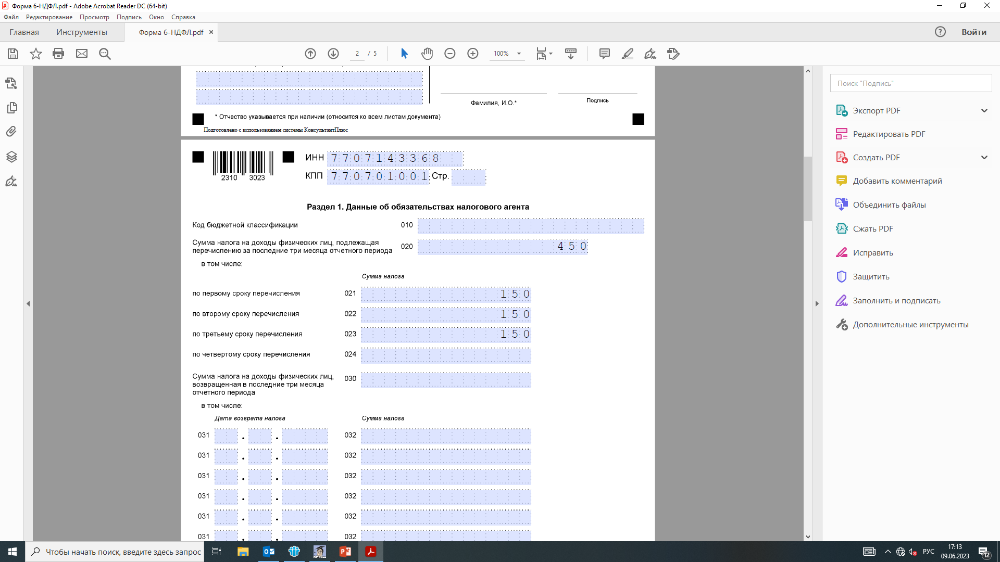 Форма 6-НДФЛ.pdf - Adobe Acrobat Reader DC (64-bit)
Файл Редактирование Просмотр Подпись Окно Справка
Главная Инструменты Форма 6-НДФЛ.pdf × Войти
2 / 5 100%
Фамилия, И.О.* Подпись
* Отчество указывается при наличии (относится ко всем листам документа)
Подготовлено с использованием системы КонсультантПлюс
2310 3023
ИНН 7707143368
КПП 770701001 Стр.
Раздел 1. Данные об обязательствах налогового агента
Код бюджетной классификации 010
Сумма налога на доходы физических лиц, подлежащая
перечислению за последние три месяца отчетного периода 020 450
в том числе:
Сумма налога
по первому сроку перечисления 021 150
по второму сроку перечисления 022 150
по третьему сроку перечисления 023 150
по четвертому сроку перечисления 024
Сумма налога на доходы физических лиц, 030
возвращенная в последние три месяца
отчетного периода
в том числе:
Дата возврата налога Сумма налога
031 . . 032
031 . . 032
031 . . 032
031 . . 032
031 . . 032
031 . . 032
Поиск "Подпись"
Экспорт PDF
Редактировать PDF
Создать PDF
Добавить комментарий
Объединить файлы
Сжать PDF
Исправить
Защитить
Заполнить и подписать
Дополнительные инструменты
Чтобы начать поиск, введите здесь запрос
РУС
17:13
09.06.2023
12